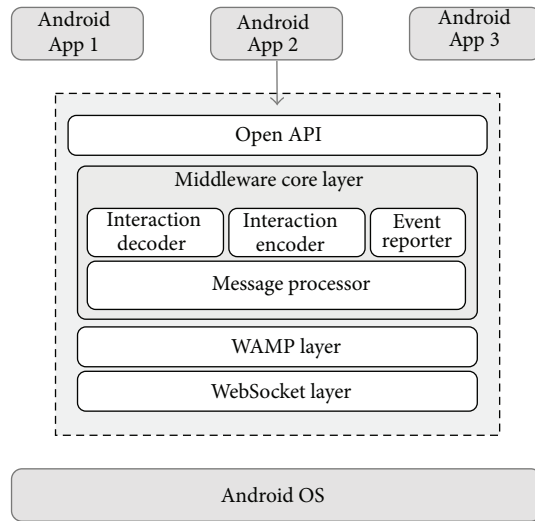 Android Android Android
App 1 App 2 App 3
Open API
Middleware core layer
Interaction Interaction Event
decoder encoder reporter
Message processor
WAMP layer
WebSocket layer
Android OS